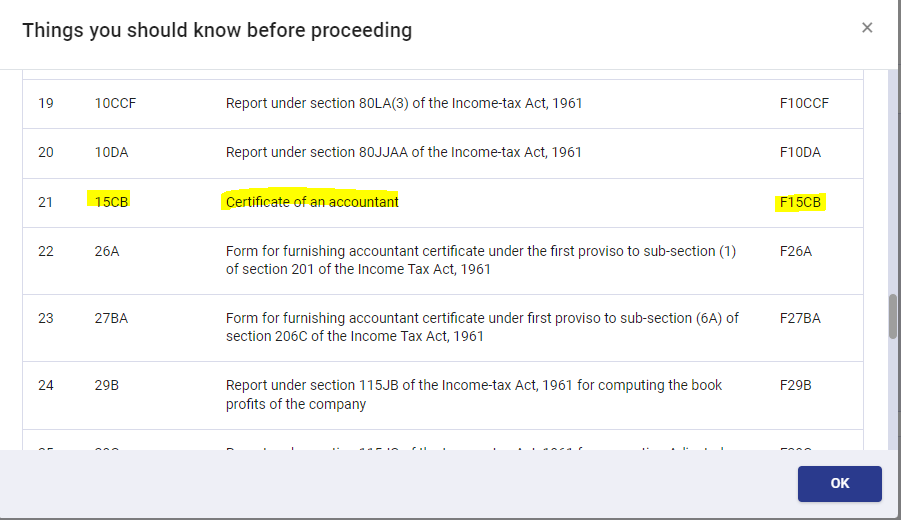 Things you should know before proceeding
19 10CCF Report under section 80LA(3) of the Income-tax Act, 1961 F10CCF
20 10DA Report under section 80JJAA of the Income-tax Act, 1961 F10DA
21 15CB Certificate of an accountant F15CB
22 26A Form for furnishing accountant certificate under the first proviso to sub-section (1) F26A
of section 201 of the Income Tax Act, 1961
23 27BA Form for furnishing accountant certificate under first proviso to sub-section (6A) of F27BA
section 206C of the Income Tax Act, 1961
24 29B Report under section 115JB of the Income-tax Act, 1961 for computing the book F29B
profits of the company
OK